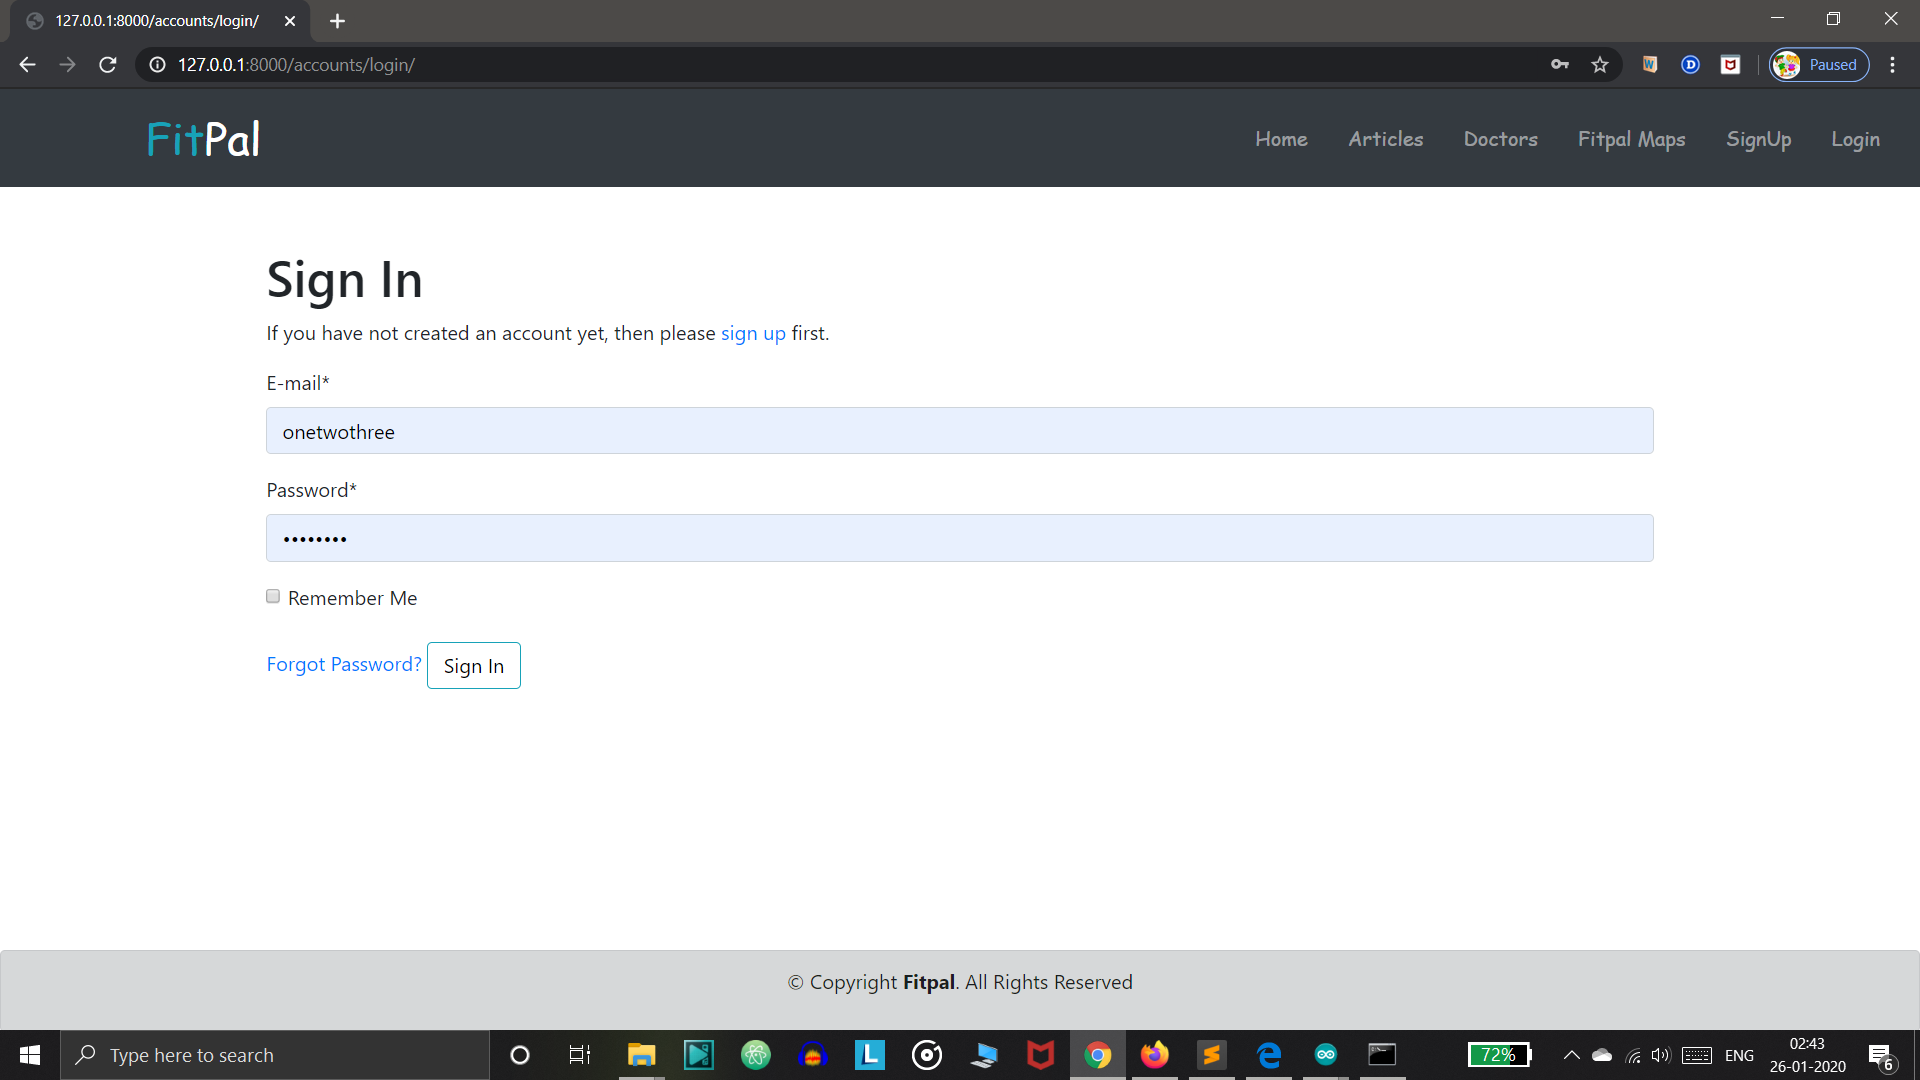 127.0.0.1:8000/accounts/login/
127.0.0.1:8000/accounts/login/
W
D
Paused
FitPal
Home Articles Doctors Fitpal Maps SignUp Login
Sign In
If you have not created an account yet, then please sign up first.
E-mail*
onetwothree
Password*
••••••••
Remember Me
Forgot Password? Sign In
© Copyright Fitpal. All Rights Reserved
Type here to search
L
72%
ENG
02:43
26-01-2020
6